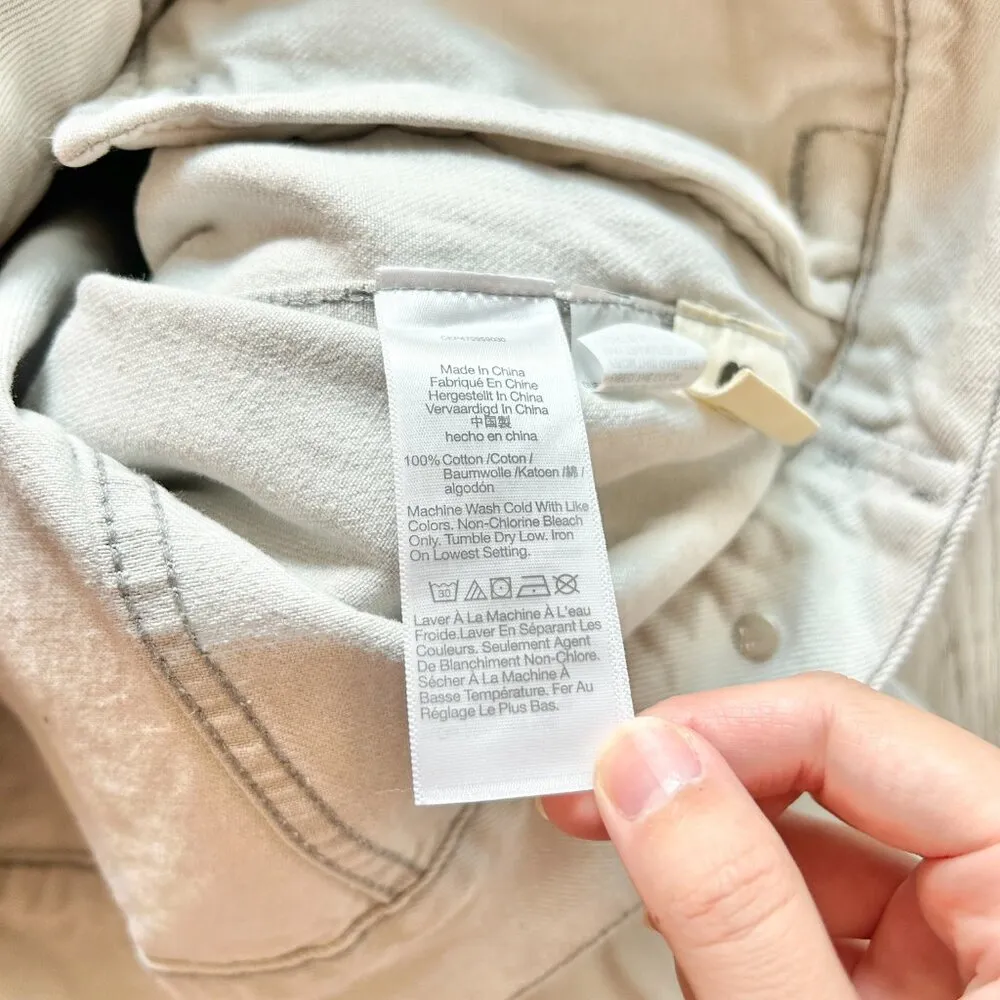 Made In China
Fabriqué En Chine
Hergestellt In China
Vervaardigd In China
中国製
hecho en china
100% Cotton /Coton /
Baumwolle /Katoen /綿 /
algodón
Machine Wash Cold With Like
Colors. Non-Chlorine Bleach
Only. Tumble Dry Low. Iron
On Lowest Setting.
30
Laver À La Machine À L'eau
Froide.Laver En Séparant Les
Couleurs. Seulement Agent
De Blanchiment Non-Chlore.
Sécher À La Machine À
Basse Température. Fer Au
Réglage Le Plus Bas.